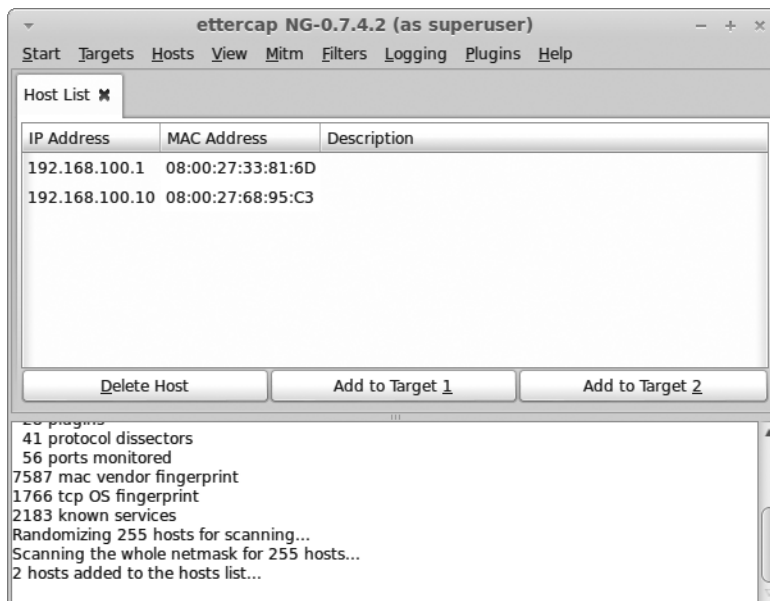 ettercap NG-0.7.4.2 (as superuser)
Start Targets Hosts View Mitm Filters Logging Plugins Help
Host List ✖
IP Address MAC Address Description
192.168.100.1 08:00:27:33:81:6D
192.168.100.10 08:00:27:68:95:C3
Delete Host Add to Target 1 Add to Target 2
28 plugins
41 protocol dissectors
56 ports monitored
7587 mac vendor fingerprint
1766 tcp OS fingerprint
2183 known services
Randomizing 255 hosts for scanning...
Scanning the whole netmask for 255 hosts...
2 hosts added to the hosts list...